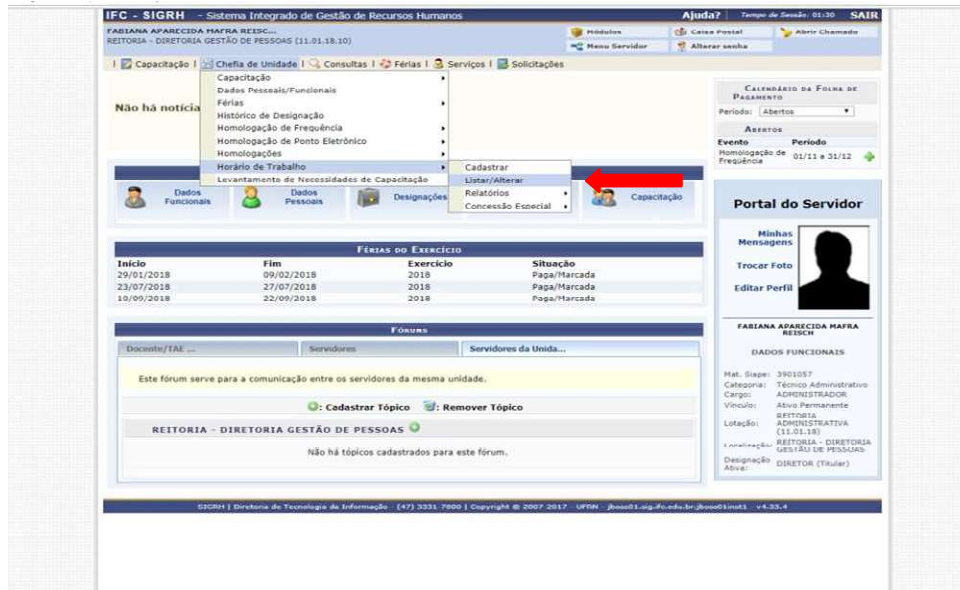 IFC - SIGRH - Sistema Integrado de Gestão de Recursos Humanos
Ajuda? Tempo de Sessão: 01:30 SAIR
FABIANA APARECIDA MAFRA REISC...
REITORIA - DIRETORIA GESTÃO DE PESSOAS (11.01.18.10)
Módulos Caixa Postal Abrir Chamado
Menu Servidor Alterar senha
Capacitação Chefia de Unidade Consultas Férias Serviços Solicitações
Capacitação
Dados Pessoais/Funcionais
Férias
Histórico de Designação
Homologação de Frequência
Homologação de Ponto Eletrônico
Homologações
Horário de Trabalho
Levantamento de Necessidades de Capacitação
Cadastrar
Listar/Alterar
Relatórios
Concessão Especial
Não há notícia
Dados Funcionais
Dados Pessoais
Designações
Capacitação
FÉRIAS DO EXERCÍCIO
Início Fim Exercício Situação
29/01/2018 09/02/2018 2018 Paga/Marcada
23/07/2018 27/07/2018 2018 Paga/Marcada
10/09/2018 22/09/2018 2018 Paga/Marcada
FÓRUNS
Docente/TAE ... Servidores Servidores da Unida...
Este fórum serve para a comunicação entre os servidores da mesma unidade.
: Cadastrar Tópico : Remover Tópico
REITORIA - DIRETORIA GESTÃO DE PESSOAS
Não há tópicos cadastrados para este fórum.
CALENDÁRIO DA FOLHA DE
PAGAMENTO
Período: Abertos
ABERTOS
Evento Período
Homologação de
Frequência
01/11 a 31/12
Portal do Servidor
Minhas
Mensagens
Trocar Foto
Editar Perfil
FABIANA APARECIDA MAFRA
REISCH
DADOS FUNCIONAIS
Mat. Siape: 3901057
Categoria: Técnico Administrativo
Cargo: ADMINISTRADOR
Vínculo: Ativo Permanente
Lotação: REITORIA
ADMINISTRATIVA
(11.01.18)
Localização: REITORIA - DIRETORIA
GESTÃO DE PESSOAS
Designação
Ativa:
DIRETOR (Titular)
SIGRH | Diretoria de Tecnologia da Informação - (47) 3331-7800 | Copyright © 2007-2017 - UFRN - jboss01.sig.ifc.edu.br.jboss01inst1 - v4.33.4